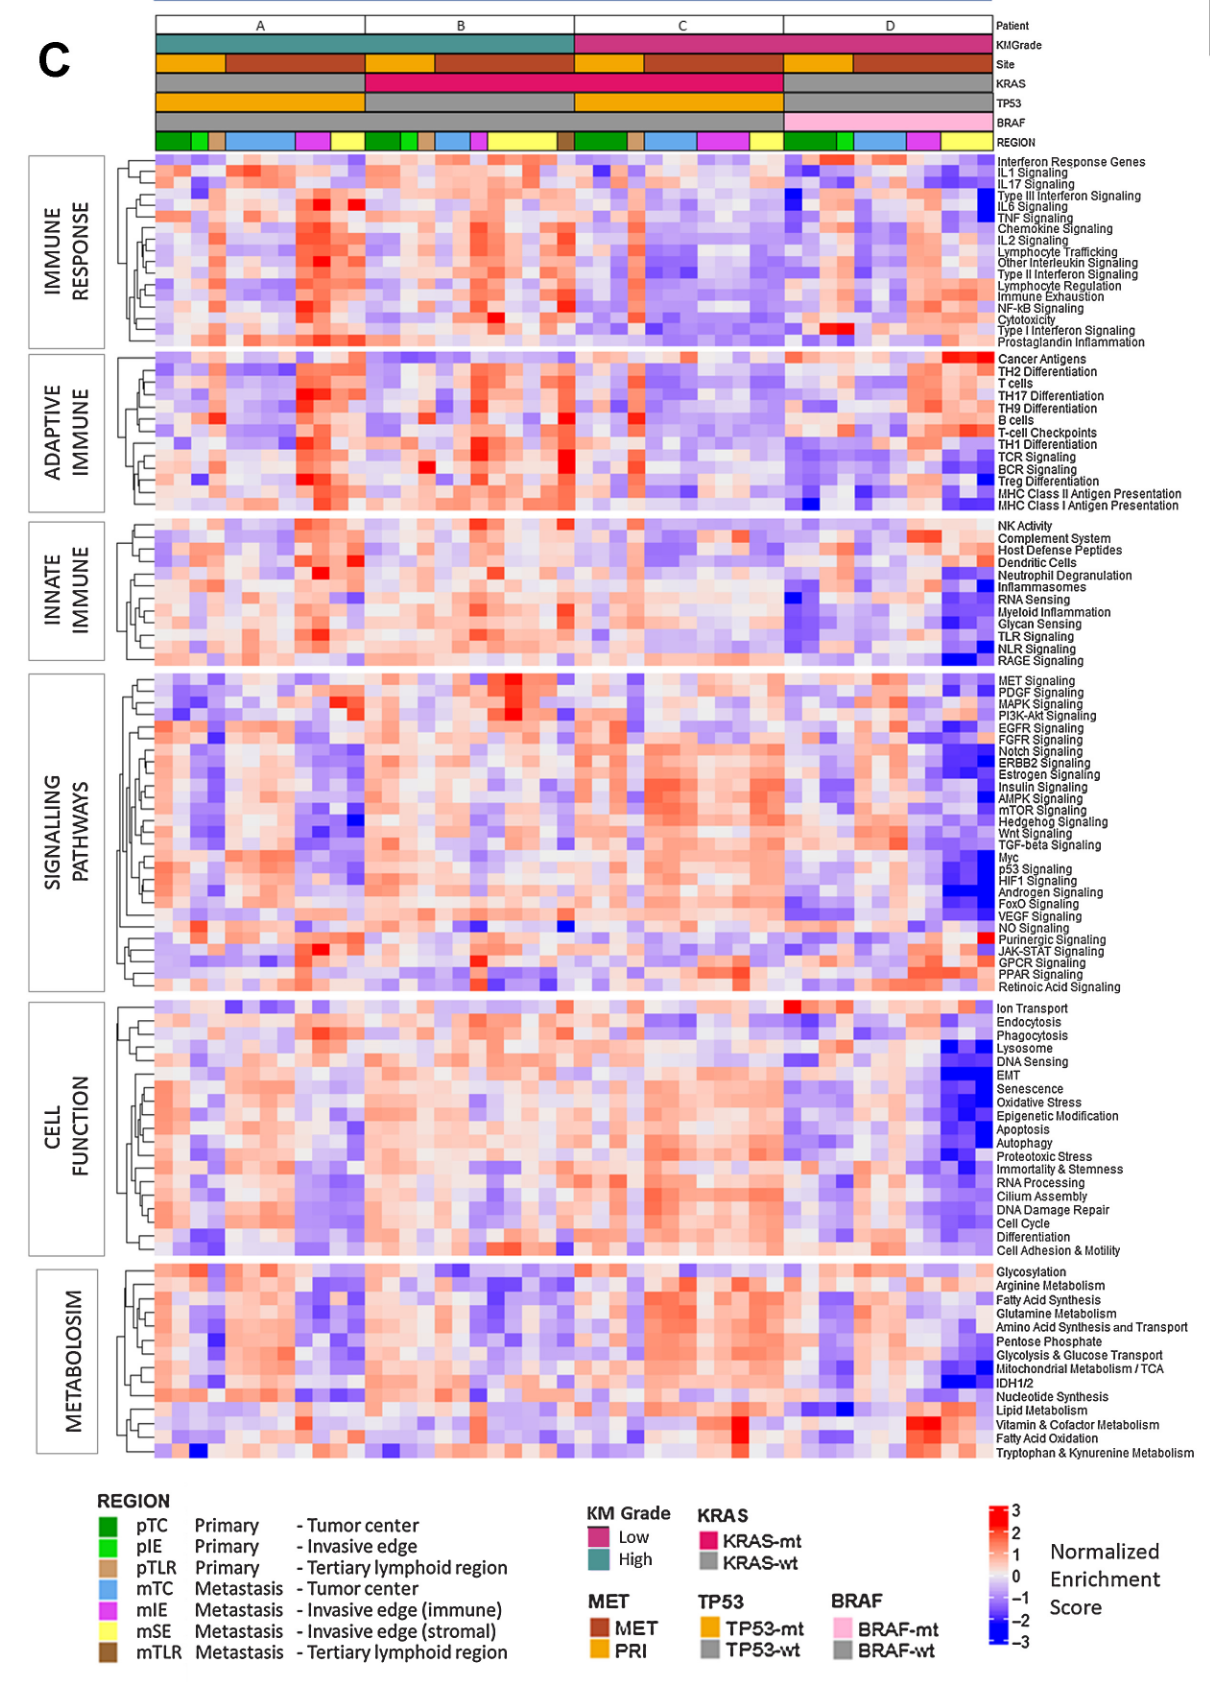 C
A B C D Patient
KMGrade
Site
KRAS
TP53
BRAF
REGION
IMMUNE
RESPONSE
Interferon Response Genes
IL1 Signaling
IL17 Signaling
Type III Interferon Signaling
IL6 Signaling
TNF Signaling
Chemokine Signaling
IL2 Signaling
Lymphocyte Trafficking
Other Interleukin Signaling
Type II Interferon Signaling
Lymphocyte Regulation
Immune Exhaustion
NF-kB Signaling
Cytotoxicity
Type I Interferon Signaling
Prostaglandin Inflammation
ADAPTIVE
IMMUNE
Cancer Antigens
TH2 Differentiation
T cells
TH17 Differentiation
TH9 Differentiation
B cells
T-cell Checkpoints
TH1 Differentiation
TCR Signaling
BCR Signaling
Treg Differentiation
MHC Class II Antigen Presentation
MHC Class I Antigen Presentation
INNATE
IMMUNE
NK Activity
Complement System
Host Defense Peptides
Dendritic Cells
Neutrophil Degranulation
Inflammasomes
RNA Sensing
Myeloid Inflammation
Glycan Sensing
TLR Signaling
NLR Signaling
RAGE Signaling
SIGNALLING
PATHWAYS
MET Signaling
PDGF Signaling
MAPK Signaling
PI3K-Akt Signaling
EGFR Signaling
FGFR Signaling
Notch Signaling
ERBB2 Signaling
Estrogen Signaling
Insulin Signaling
AMPK Signaling
mTOR Signaling
Hedgehog Signaling
Wnt Signaling
TGF-beta Signaling
Myc
p53 Signaling
HIF1 Signaling
Androgen Signaling
FoxO Signaling
VEGF Signaling
NO Signaling
Purinergic Signaling
JAK-STAT Signaling
GPCR Signaling
PPAR Signaling
Retinoic Acid Signaling
CELL
FUNCTION
Ion Transport
Endocytosis
Phagocytosis
Lysosome
DNA Sensing
EMT
Senescence
Oxidative Stress
Epigenetic Modification
Apoptosis
Autophagy
Proteotoxic Stress
Immortality & Stemness
RNA Processing
Cilium Assembly
DNA Damage Repair
Cell Cycle
Differentiation
Cell Adhesion & Motility
METABOLOSIM
Glycosylation
Arginine Metabolism
Fatty Acid Synthesis
Glutamine Metabolism
Amino Acid Synthesis and Transport
Pentose Phosphate
Glycolysis & Glucose Transport
Mitochondrial Metabolism / TCA
IDH1/2
Nucleotide Synthesis
Lipid Metabolism
Vitamin & Cofactor Metabolism
Fatty Acid Oxidation
Tryptophan & Kynurenine Metabolism
REGION
pTC Primary - Tumor center
pIE Primary - Invasive edge
pTLR Primary - Tertiary lymphoid region
mTC Metastasis - Tumor center
mIE Metastasis - Invasive edge (immune)
mSE Metastasis - Invasive edge (stromal)
mTLR Metastasis - Tertiary lymphoid region
KM Grade
Low
High
KRAS
KRAS-mt
KRAS-wt
MET
MET
PRI
TP53
TP53-mt
TP53-wt
BRAF
BRAF-mt
BRAF-wt
3
2
1
0
−1
−2
−3
Normalized
Enrichment
Score